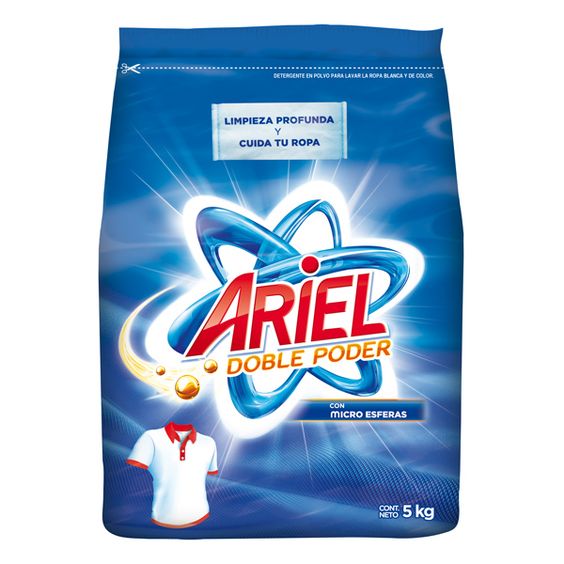 DETERGENTE EN POLVO PARA LAVAR LA ROPA BLANCA Y DE COLOR.
LIMPIEZA PROFUNDA
Y
CUIDA TU ROPA
ARIEL
DOBLE PODER
CON
MICRO ESFERAS
CONT.
NETO 5 kg